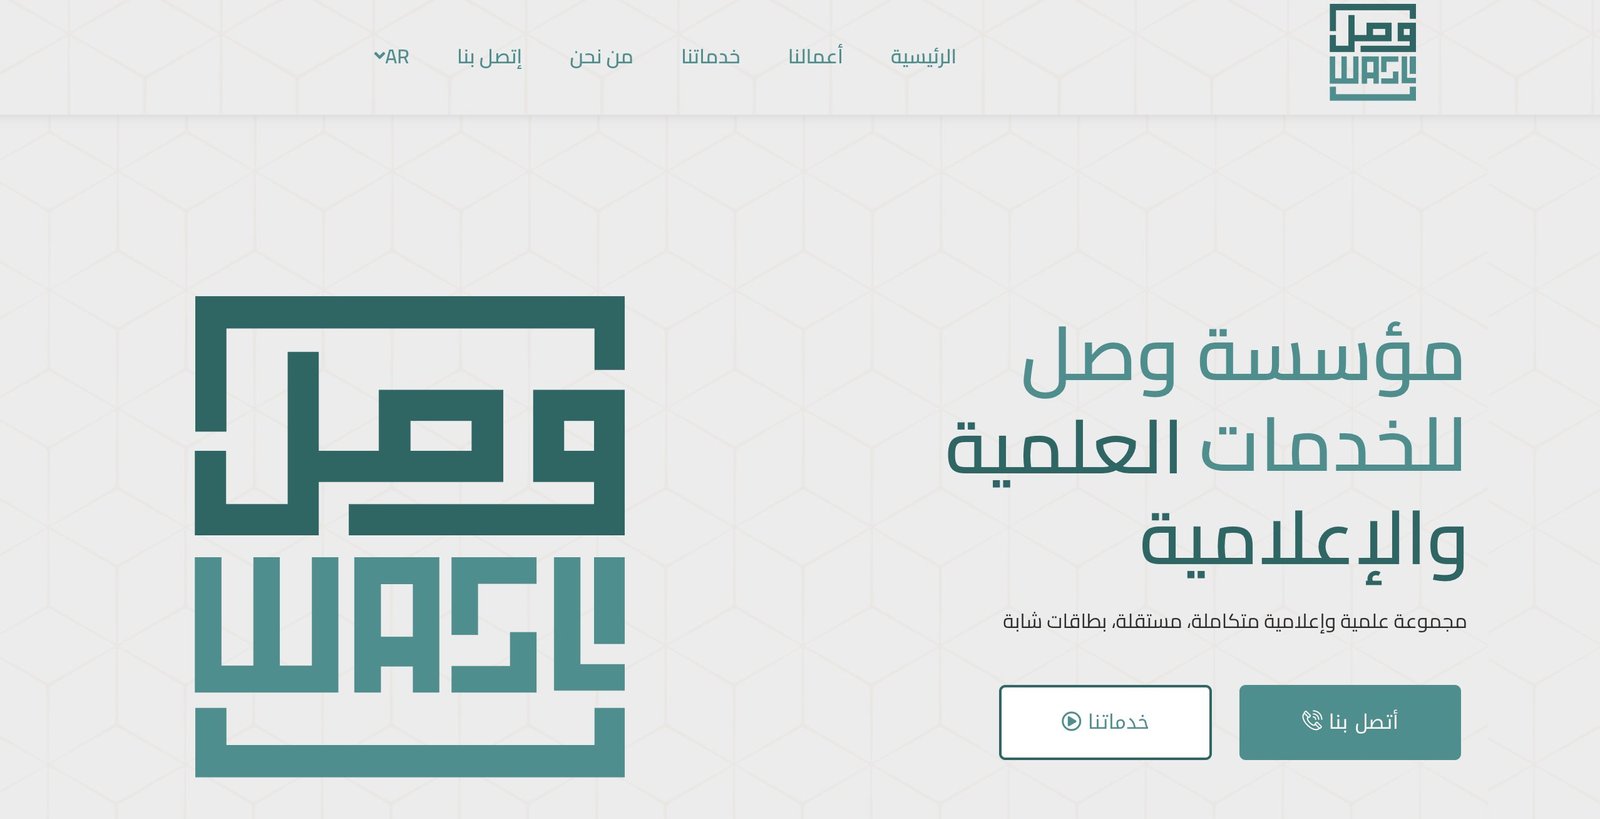 وصل
WASL
الرئيسية
أعمالنا
خدماتنا
من نحن
إتصل بنا
AR
مؤسسة وصل
للخدمات العلمية
والإعلامية
مجموعة علمية وإعلامية متكاملة، مستقلة، بطاقات شابة
أتصل بنا
خدماتنا
وصل
WASL